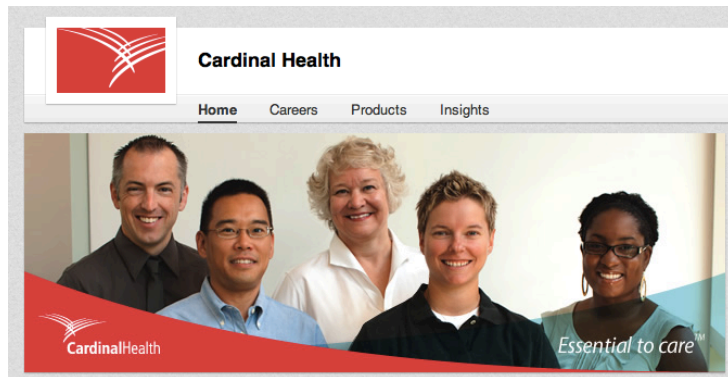 Cardinal Health
Home Careers Products Insights
CardinalHealth
Essential to care™